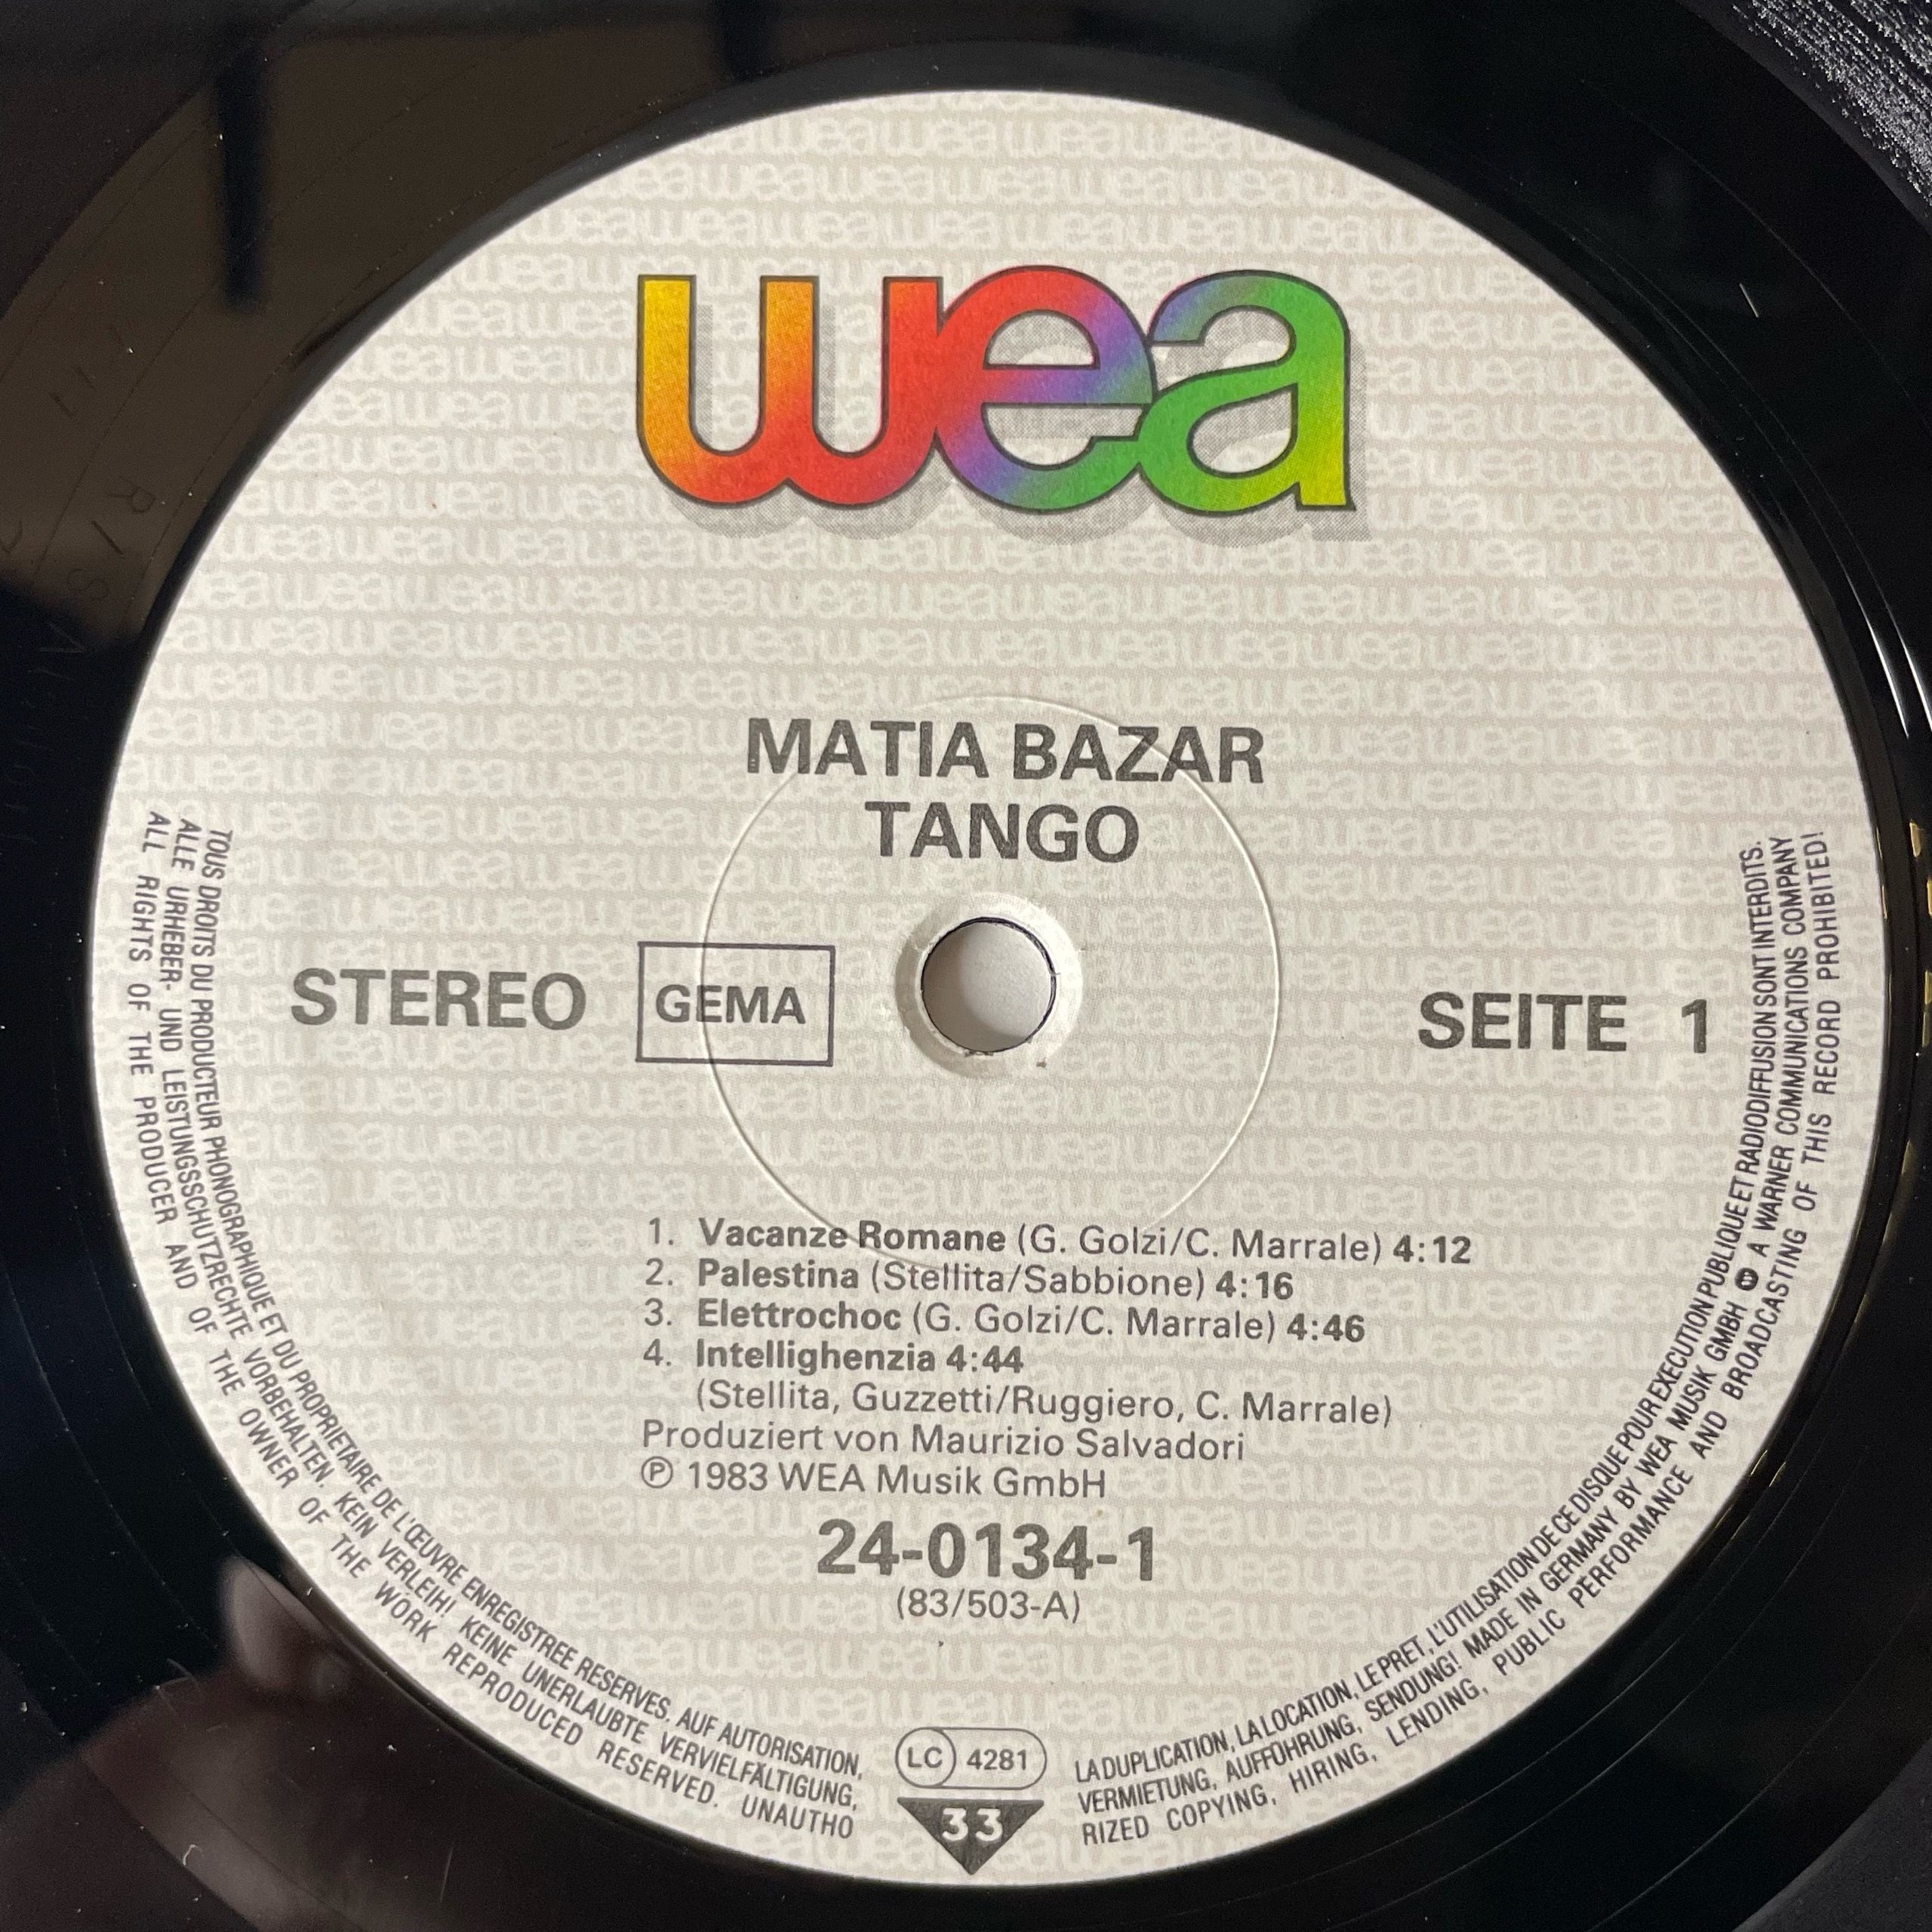 wea
MATIA BAZAR
TANGO
STEREO
GEMA
SEITE 1
1. Vacanze Romane (G. Golzi/C. Marrale) 4:12
2. Palestina (Stellita/Sabbione) 4:16
3. Elettrochoc (G. Golzi/C. Marrale) 4:46
4. Intellighenzia 4:44
(Stellita, Guzzetti/Ruggiero, C. Marrale)
Produziert von Maurizio Salvadori
℗ 1983 WEA Musik GmbH
24-0134-1
(83/503-A)
LC 4281
33
TOUS DROITS DU PRODUCTEUR PHONOGRAPHIQUE ET DU PROPRIETAIRE DE L'ŒUVRE ENREGISTREE RESERVES. AUF AUTORISATION, LA DUPLICATION, LA LOCATION, LE PRET, L'UTILISATION DE CE DISQUE POUR EXECUTION PUBLIQUE ET RADIODIFFUSION SONT INTERDITS.
ALLE URHEBER- UND LEISTUNGSSCHUTZRECHTE VORBEHALTEN. KEIN VERLEIH! KEINE UNERLAUBTE VERVIELFÄLTIGUNG, VERMIETUNG, AUFFÜHRUNG, SENDUNG! MADE IN GERMANY BY WEA MUSIK GMBH A WARNER COMMUNICATIONS COMPANY
ALL RIGHTS OF THE PRODUCER AND OF THE OWNER OF THE WORK REPRODUCED RESERVED. UNAUTHO RIZED COPYING, HIRING, LENDING, PUBLIC PERFORMANCE AND BROADCASTING OF THIS RECORD PROHIBITED!